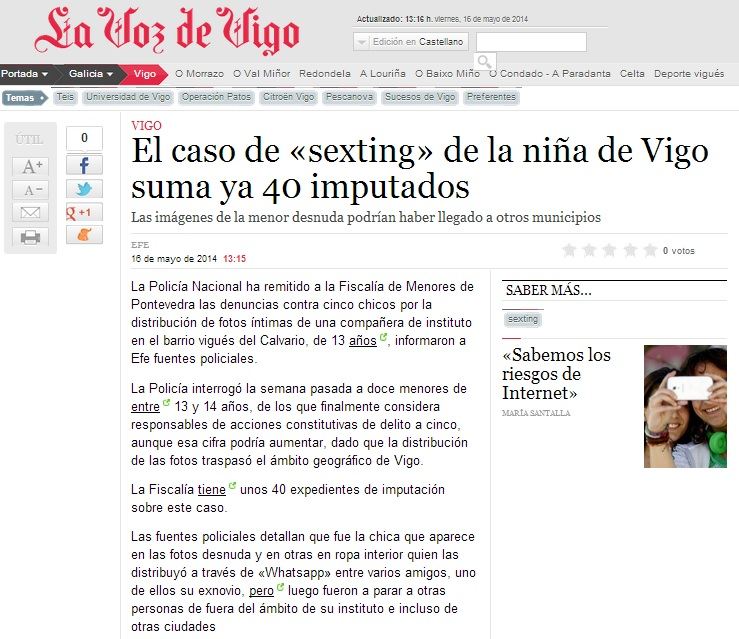 La Voz de Vigo
Actualizado: 13:16 h. viernes, 16 de mayo de 2014
Edición en Castellano
Portada Galicia Vigo O Morrazo O Val Miñor Redondela A Louriña O Baixo Miño O Condado - A Paradanta Celta Deporte vigués
Temas Teis Universidad de Vigo Operación Patos Citroën Vigo Pescanova Sucesos de Vigo Preferentes
ÚTIL
0
A+
A-
f
g +1
VIGO
El caso de «sexting» de la niña de Vigo
suma ya 40 imputados
Las imágenes de la menor desnuda podrían haber llegado a otros municipios
EFE
16 de mayo de 2014 13:15
0 votos
La Policía Nacional ha remitido a la Fiscalía de Menores de
Pontevedra las denuncias contra cinco chicos por la
distribución de fotos íntimas de una compañera de instituto
en el barrio vigués del Calvario, de 13 años, informaron a
Efe fuentes policiales.
La Policía interrogó la semana pasada a doce menores de
entre 13 y 14 años, de los que finalmente considera
responsables de acciones constitutivas de delito a cinco,
aunque esa cifra podría aumentar, dado que la distribución
de las fotos traspasó el ámbito geográfico de Vigo.
La Fiscalía tiene unos 40 expedientes de imputación
sobre este caso.
Las fuentes policiales detallan que fue la chica que aparece
en las fotos desnuda y en otras en ropa interior quien las
distribuyó a través de «Whatsapp» entre varios amigos, uno
de ellos su exnovio, pero luego fueron a parar a otras
personas de fuera del ámbito de su instituto e incluso de
otras ciudades
SABER MÁS...
sexting
«Sabemos los
riesgos de
Internet»
MARÍA SANTALLA